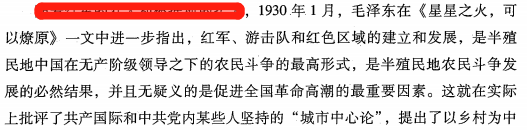 ，1930 年 1 月，毛泽东在《星星之火，可
以燎原》一文中进一步指出，红军、游击队和红色区域的建立和发展，是半殖
民地中国在无产阶级领导之下的农民斗争的最高形式，是半殖民地农民斗争发
展的必然结果，并且无疑义的是促进全国革命高潮的最重要因素。这就在实际
上批评了共产国际和中共党内某些人坚持的“城市中心论”，提出了以乡村为中